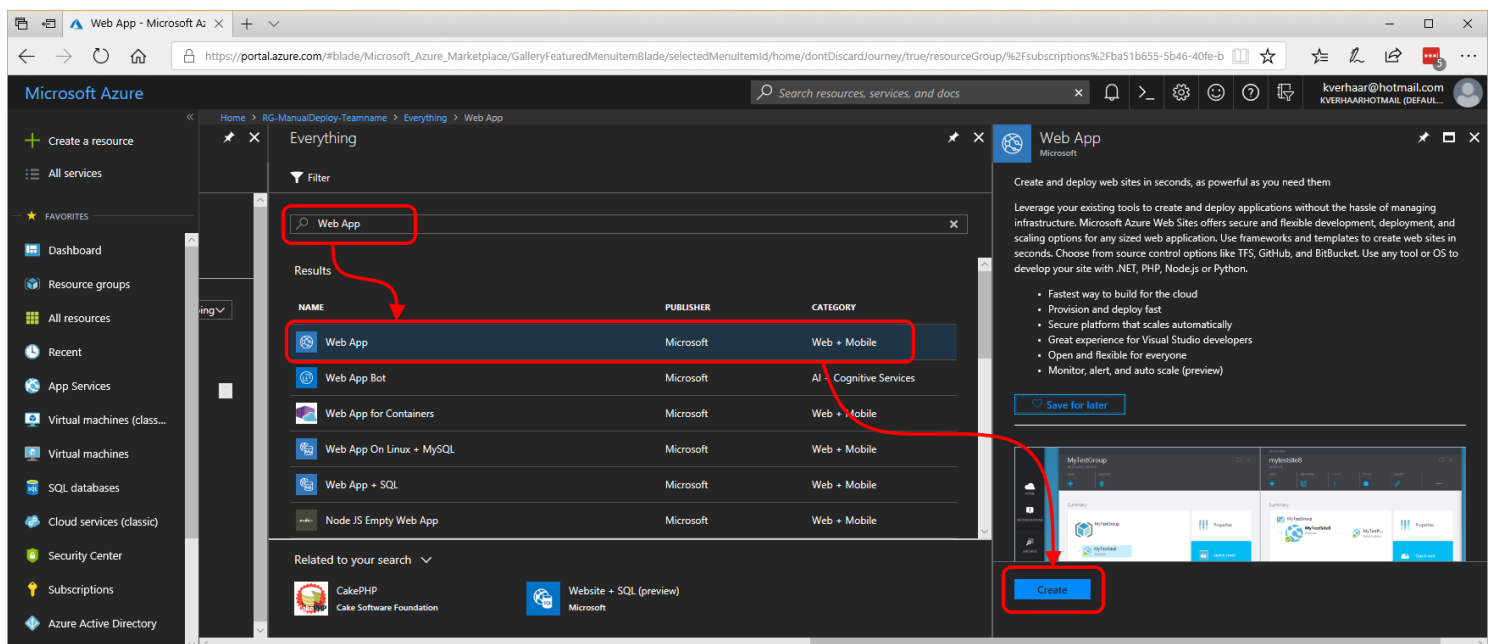 Web App - Microsoft Az
https://portal.azure.com/#blade/Microsoft_Azure_Marketplace/GalleryFeaturedMenuItemBlade/selectedMenuItemId/home/dontDiscardJourney/true/resourceGroup/%2Fsubscriptions%2Fba51b655-5b46-40fe-b
5
Microsoft Azure
Search resources, services, and docs
kverhaar@hotmail.com
KVERHAARHOTMAIL (DEFAUL...
Home > RG-ManualDeploy-Teamname > Everything > Web App
Create a resource
All services
FAVORITES
Dashboard
Resource groups
All resources
Recent
App Services
Virtual machines (class...
Virtual machines
SQL databases
Cloud services (classic)
Security Center
Subscriptions
Azure Active Directory
ing
Everything
Filter
Web App
Results
NAME PUBLISHER CATEGORY
Web App Microsoft Web + Mobile
Web App Bot Microsoft AI + Cognitive Services
Web App for Containers Microsoft Web + Mobile
Web App On Linux + MySQL Microsoft Web + Mobile
Web App + SQL Microsoft Web + Mobile
Node JS Empty Web App Microsoft Web + Mobile
Related to your search
CakePHP
Cake Software Foundation
Website + SQL (preview)
Microsoft
Web App
Microsoft
Create and deploy web sites in seconds, as powerful as you need them
Leverage your existing tools to create and deploy applications without the hassle of managing
infrastructure. Microsoft Azure Web Sites offers secure and flexible development, deployment, and
scaling options for any sized web application. Use frameworks and templates to create web sites in
seconds. Choose from source control options like TFS, GitHub, and BitBucket. Use any tool or OS to
develop your site with .NET, PHP, Node.js or Python.
• Fastest way to build for the cloud
• Provision and deploy fast
• Secure platform that scales automatically
• Great experience for Visual Studio developers
• Open and flexible for everyone
• Monitor, alert, and auto scale (preview)
Save for later
MyTestGroup
mytestsite8
Summary
Summary
MyTestGroup
Properties
MyTestGroup
Properties
Quick start
Create